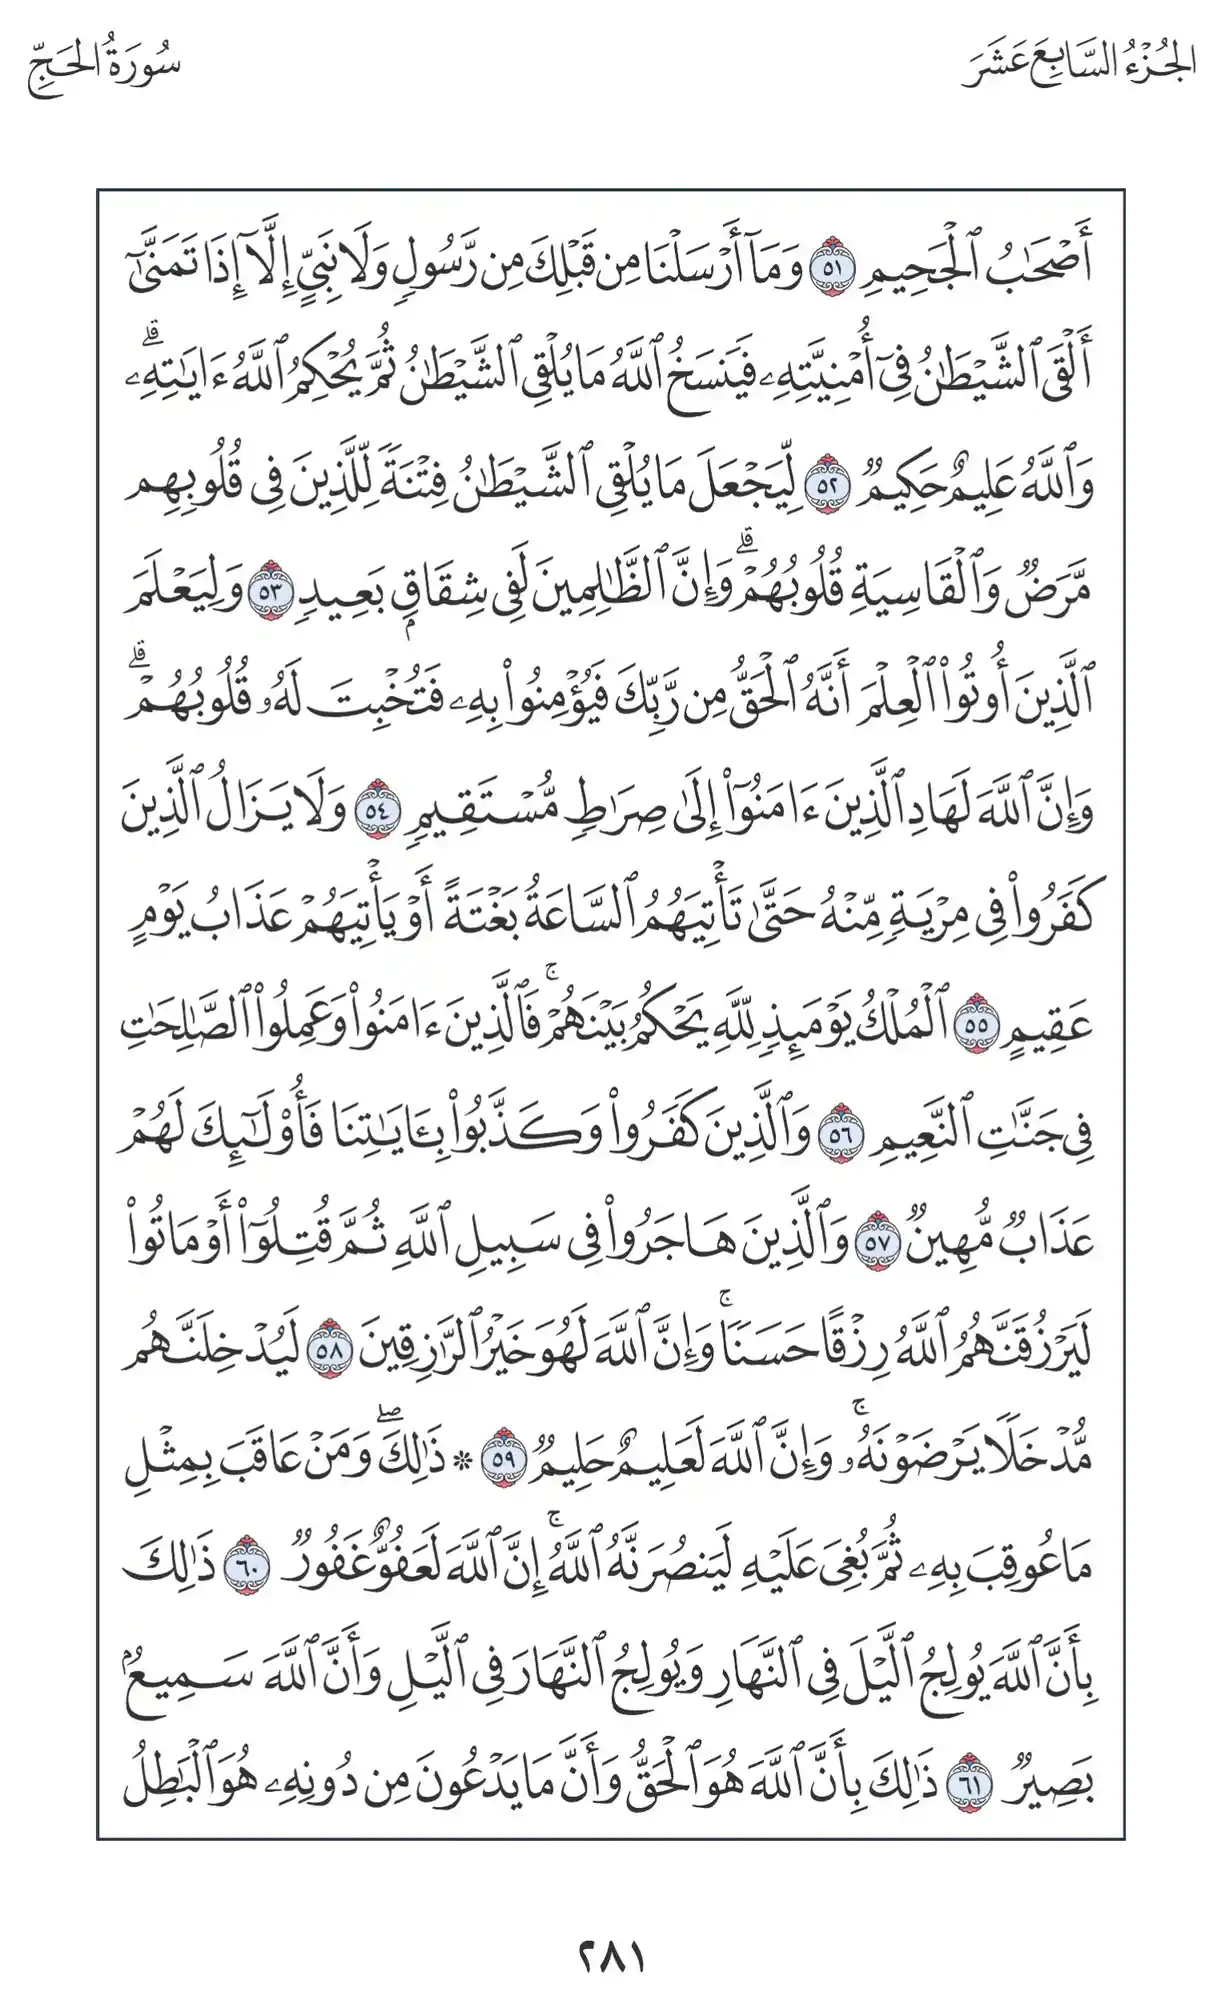 الجُزْءُ السَّابِعَ عَشَرَ
سُورَةُ الحَجِّ
أَصۡحَٰبُ ٱلۡجَحِيمِ ٥١ وَمَآ أَرۡسَلۡنَا مِن قَبۡلِكَ مِن رَّسُولٖ وَلَا نَبِيٍّ إِلَّآ إِذَا تَمَنَّىٰٓ
أَلۡقَى ٱلشَّيۡطَٰنُ فِيٓ أُمۡنِيَّتِهِۦ فَيَنسَخُ ٱللَّهُ مَا يُلۡقِي ٱلشَّيۡطَٰنُ ثُمَّ يُحۡكِمُ ٱللَّهُ ءَايَٰتِهِۦۗ
وَٱللَّهُ عَلِيمٌ حَكِيمٞ ٥٢ لِّيَجۡعَلَ مَا يُلۡقِي ٱلشَّيۡطَٰنُ فِتۡنَةٗ لِّلَّذِينَ فِي قُلُوبِهِم
مَّرَضٞ وَٱلۡقَاسِيَةِ قُلُوبُهُمۡۗ وَإِنَّ ٱلظَّٰلِمِينَ لَفِي شِقَاقِۭ بَعِيدٖ ٥٣ وَلِيَعۡلَمَ
ٱلَّذِينَ أُوتُواْ ٱلۡعِلۡمَ أَنَّهُ ٱلۡحَقُّ مِن رَّبِّكَ فَيُؤۡمِنُواْ بِهِۦ فَتُخۡبِتَ لَهُۥ قُلُوبُهُمۡۗ
وَإِنَّ ٱللَّهَ لَهَادِ ٱلَّذِينَ ءَامَنُوٓاْ إِلَىٰ صِرَٰطٖ مُّسۡتَقِيمٖ ٥٤ وَلَا يَزَالُ ٱلَّذِينَ
كَفَرُواْ فِي مِرۡيَةٖ مِّنۡهُ حَتَّىٰ تَأۡتِيَهُمُ ٱلسَّاعَةُ بَغۡتَةً أَوۡ يَأۡتِيَهُمۡ عَذَابُ يَوۡمٍ
عَقِيمٍ ٥٥ ٱلۡمُلۡكُ يَوۡمَئِذٖ لِّلَّهِ يَحۡكُمُ بَيۡنَهُمۡۚ فَٱلَّذِينَ ءَامَنُواْ وَعَمِلُواْ ٱلصَّٰلِحَٰتِ
فِي جَنَّٰتِ ٱلنَّعِيمِ ٥٦ وَٱلَّذِينَ كَفَرُواْ وَكَذَّبُواْ بِـَٔايَٰتِنَا فَأُوْلَٰٓئِكَ لَهُمۡ
عَذَابٞ مُّهِينٞ ٥٧ وَٱلَّذِينَ هَاجَرُواْ فِي سَبِيلِ ٱللَّهِ ثُمَّ قُتِلُوٓاْ أَوۡ مَاتُواْ
لَيَرۡزُقَنَّهُمُ ٱللَّهُ رِزۡقًا حَسَنٗاۚ وَإِنَّ ٱللَّهَ لَهُوَ خَيۡرُ ٱلرَّٰزِقِينَ ٥٨ لَيُدۡخِلَنَّهُم
مُّدۡخَلٗا يَرۡضَوۡنَهُۥۚ وَإِنَّ ٱللَّهَ لَعَلِيمٌ حَلِيمٞ ٥٩ ۞ ذَٰلِكَۖ وَمَنۡ عَاقَبَ بِمِثۡلِ
مَا عُوقِبَ بِهِۦ ثُمَّ بُغِيَ عَلَيۡهِ لَيَنصُرَنَّهُ ٱللَّهُۚ إِنَّ ٱللَّهَ لَعَفُوٌّ غَفُورٞ ٦٠ ذَٰلِكَ
بِأَنَّ ٱللَّهَ يُولِجُ ٱلَّيۡلَ فِي ٱلنَّهَارِ وَيُولِجُ ٱلنَّهَارَ فِي ٱلَّيۡلِ وَأَنَّ ٱللَّهَ سَمِيعُۢ
بَصِيرٞ ٦١ ذَٰلِكَ بِأَنَّ ٱللَّهَ هُوَ ٱلۡحَقُّ وَأَنَّ مَا يَدۡعُونَ مِن دُونِهِۦ هُوَ ٱلۡبَٰطِلُ
٢٨١